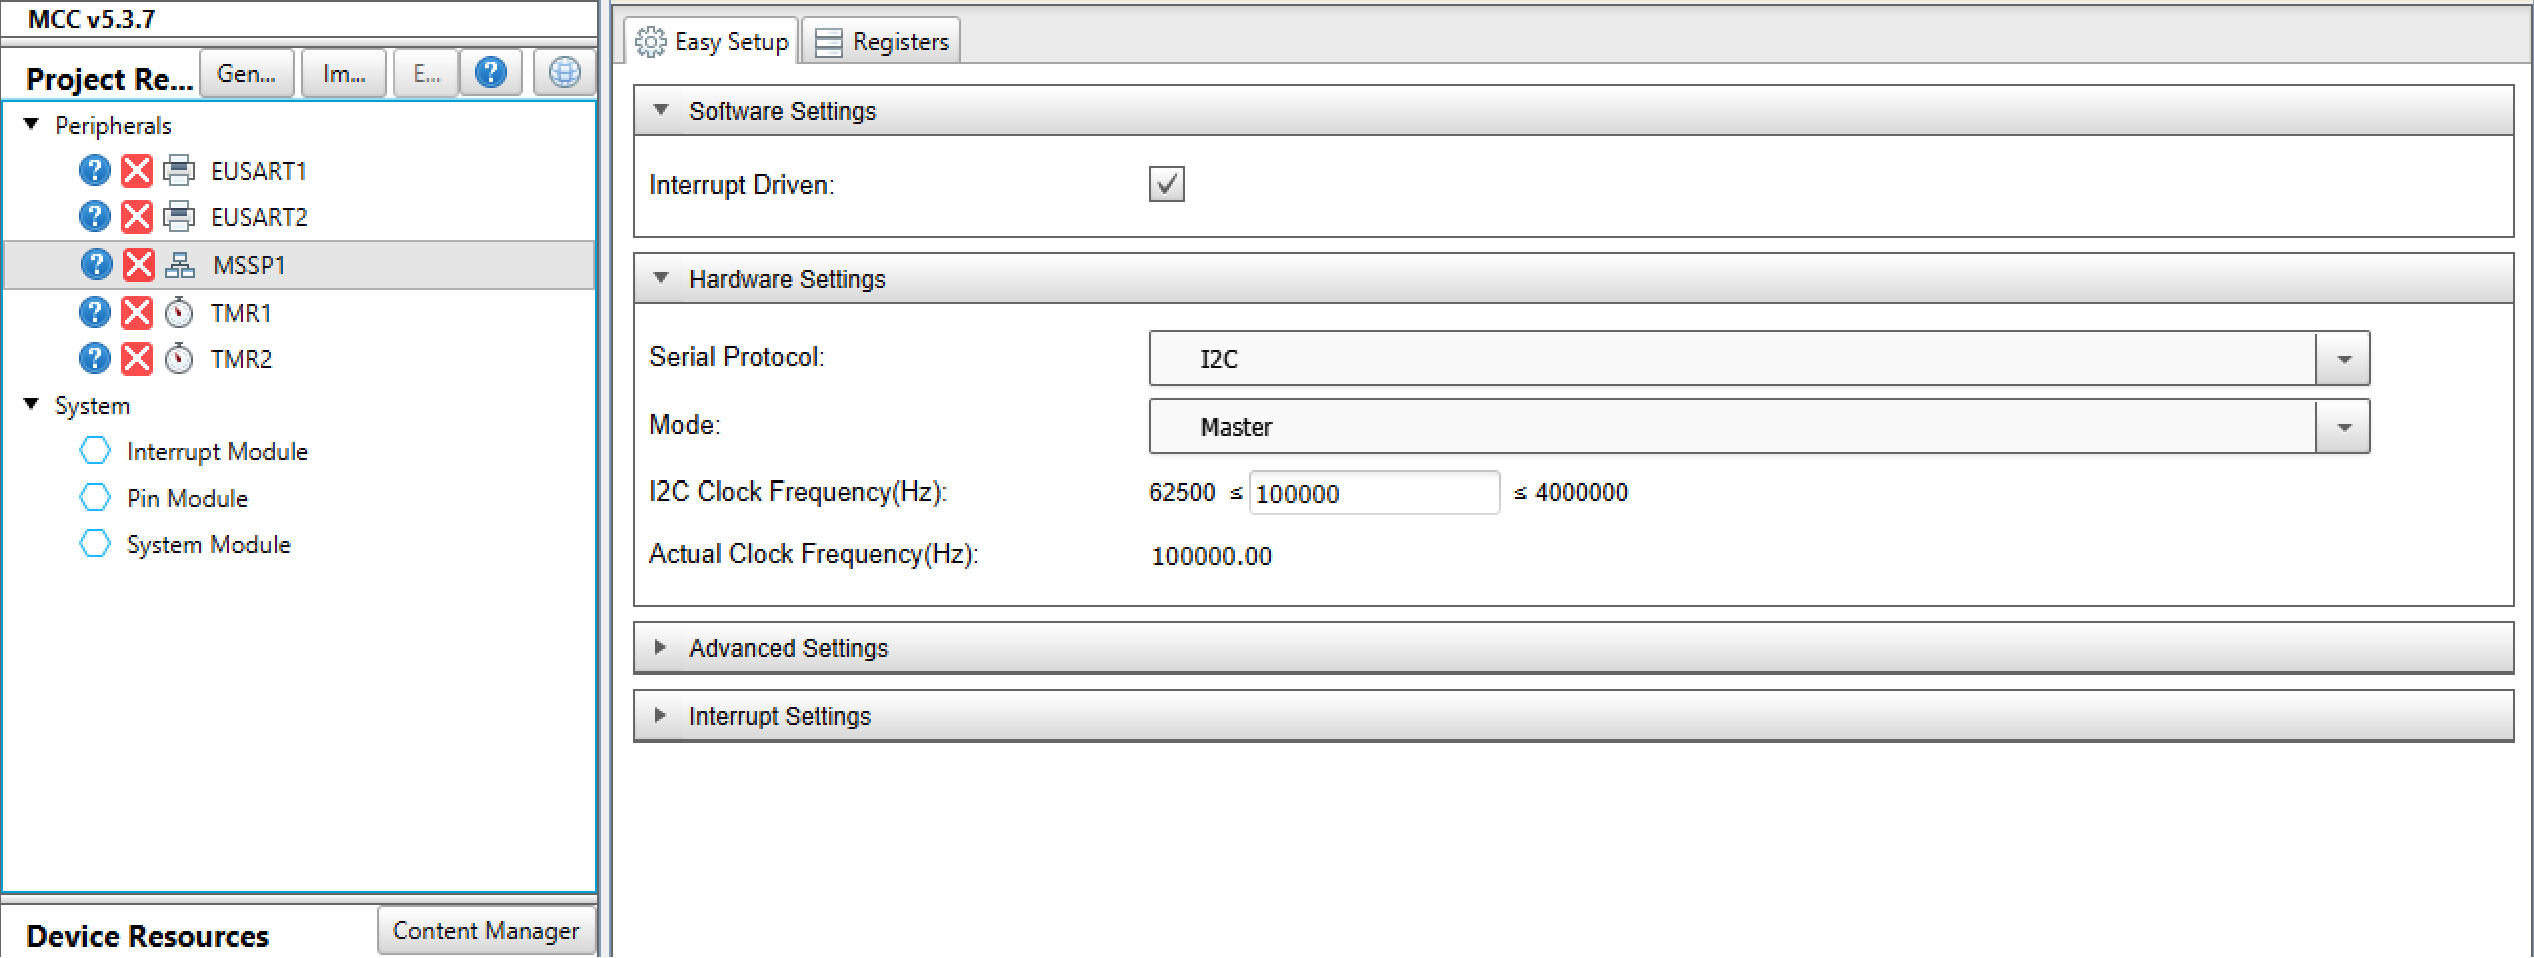 MCC v5.3.7
Project Re... Gen... Im... E... ?
Peripherals
? EUSART1
? EUSART2
? MSSP1
? TMR1
? TMR2
System
Interrupt Module
Pin Module
System Module
Device Resources Content Manager
Easy Setup Registers
Software Settings
Interrupt Driven:
Hardware Settings
Serial Protocol: I2C
Mode: Master
I2C Clock Frequency(Hz): 62500 ≤ 100000 ≤ 4000000
Actual Clock Frequency(Hz): 100000.00
Advanced Settings
Interrupt Settings